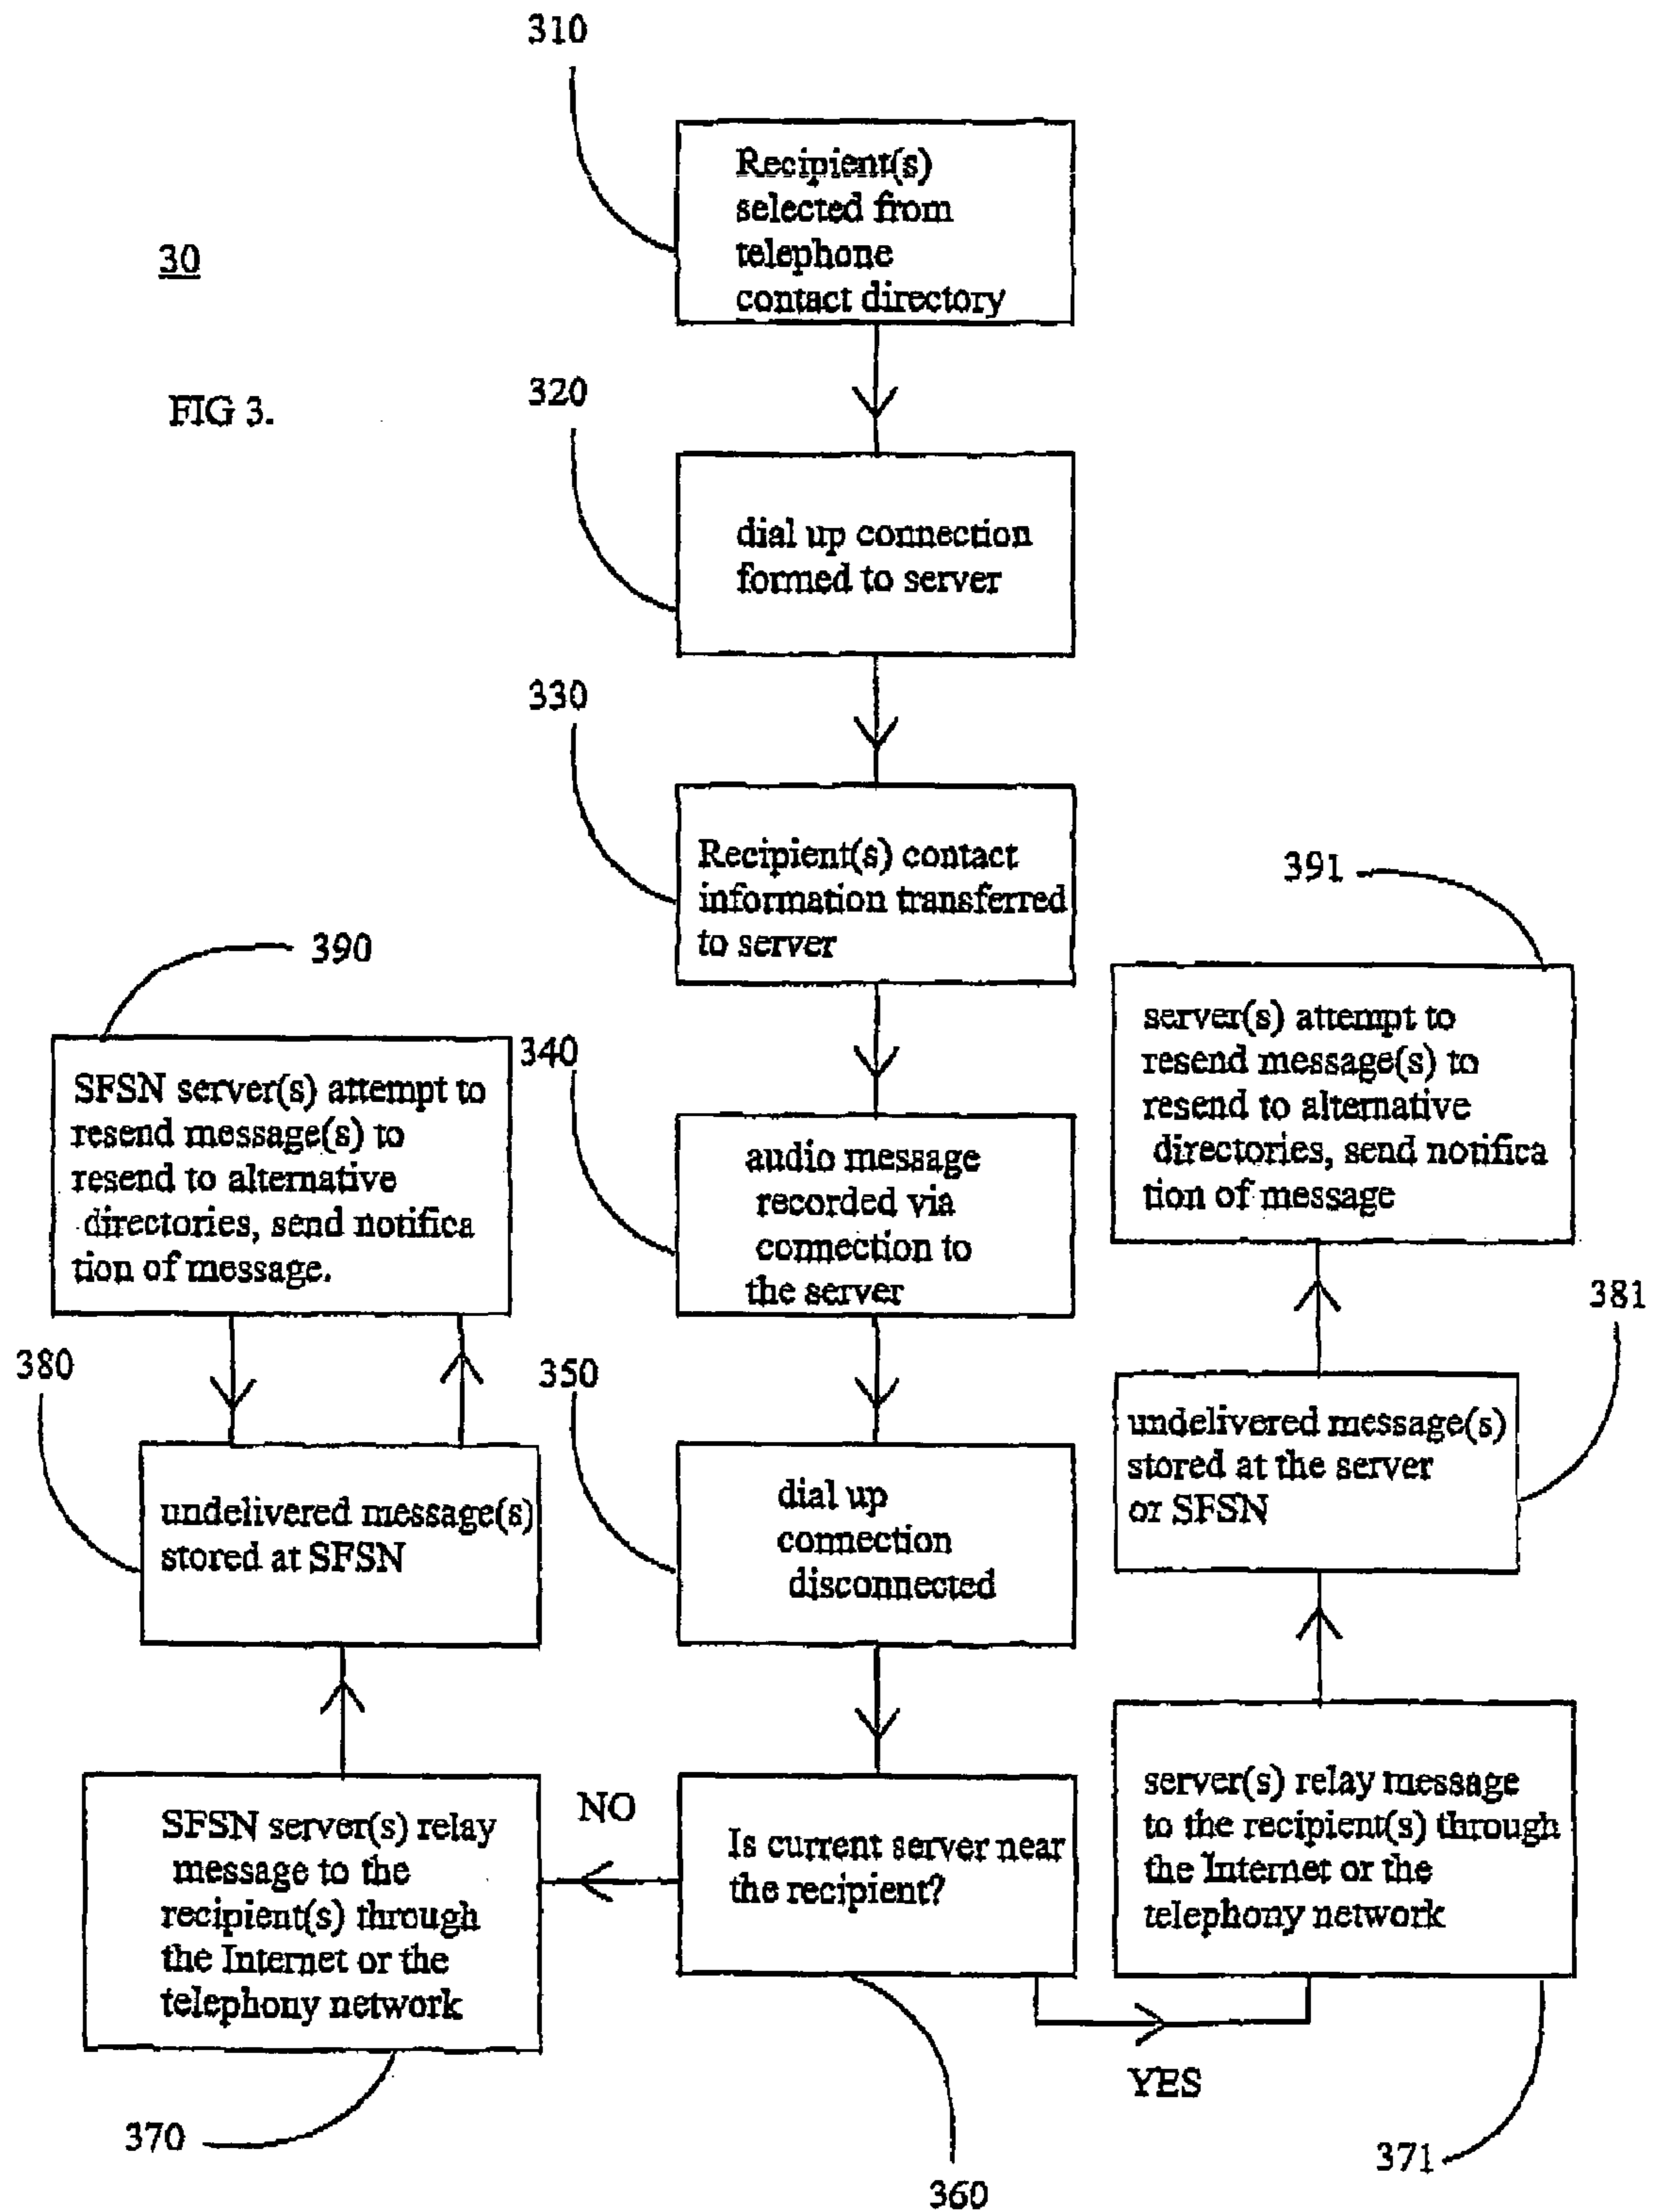 310
Recipient(s)
selected from
telephone
contact directory
30
FIG 3.
320
dial up connection
formed to server
330
Recipient(s) contact
information transferred
to server
340
audio message
recorded via
connection to
the server
350
dial up
connection
disconnected
Is current server near
the recipient?
360
NO
SFSN server(s) relay
message to the
recipient(s) through
the Internet or the
telephony network
370
380
undelivered message(s)
stored at SFSN
390
SFSN server(s) attempt to
resend message(s) to
resend to alternative
directories, send notifica
tion of message.
YES
server(s) relay message
to the recipient(s) through
the Internet or the
telephony network
371
undelivered message(s)
stored at the server
or SFSN
381
391
server(s) attempt to
resend message(s) to
resend to alternative
directories, send notifica
tion of message